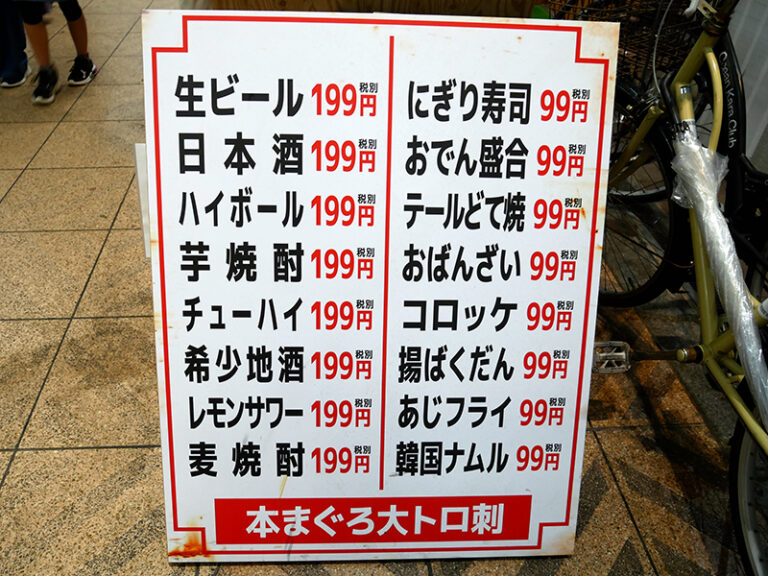 生ビール 199円 税別
日本酒 199円 税別
ハイボール 199円 税別
芋焼酎 199円 税別
チューハイ 199円 税別
希少地酒 199円 税別
レモンサワー 199円 税別
麦焼酎 199円 税別
にぎり寿司 99円 税別
おでん盛合 99円 税別
テールどて焼 99円 税別
おばんざい 99円 税別
コロッケ 99円 税別
揚ばくだん 99円 税別
あじフライ 99円 税別
韓国ナムル 99円 税別
本まぐろ大トロ刺